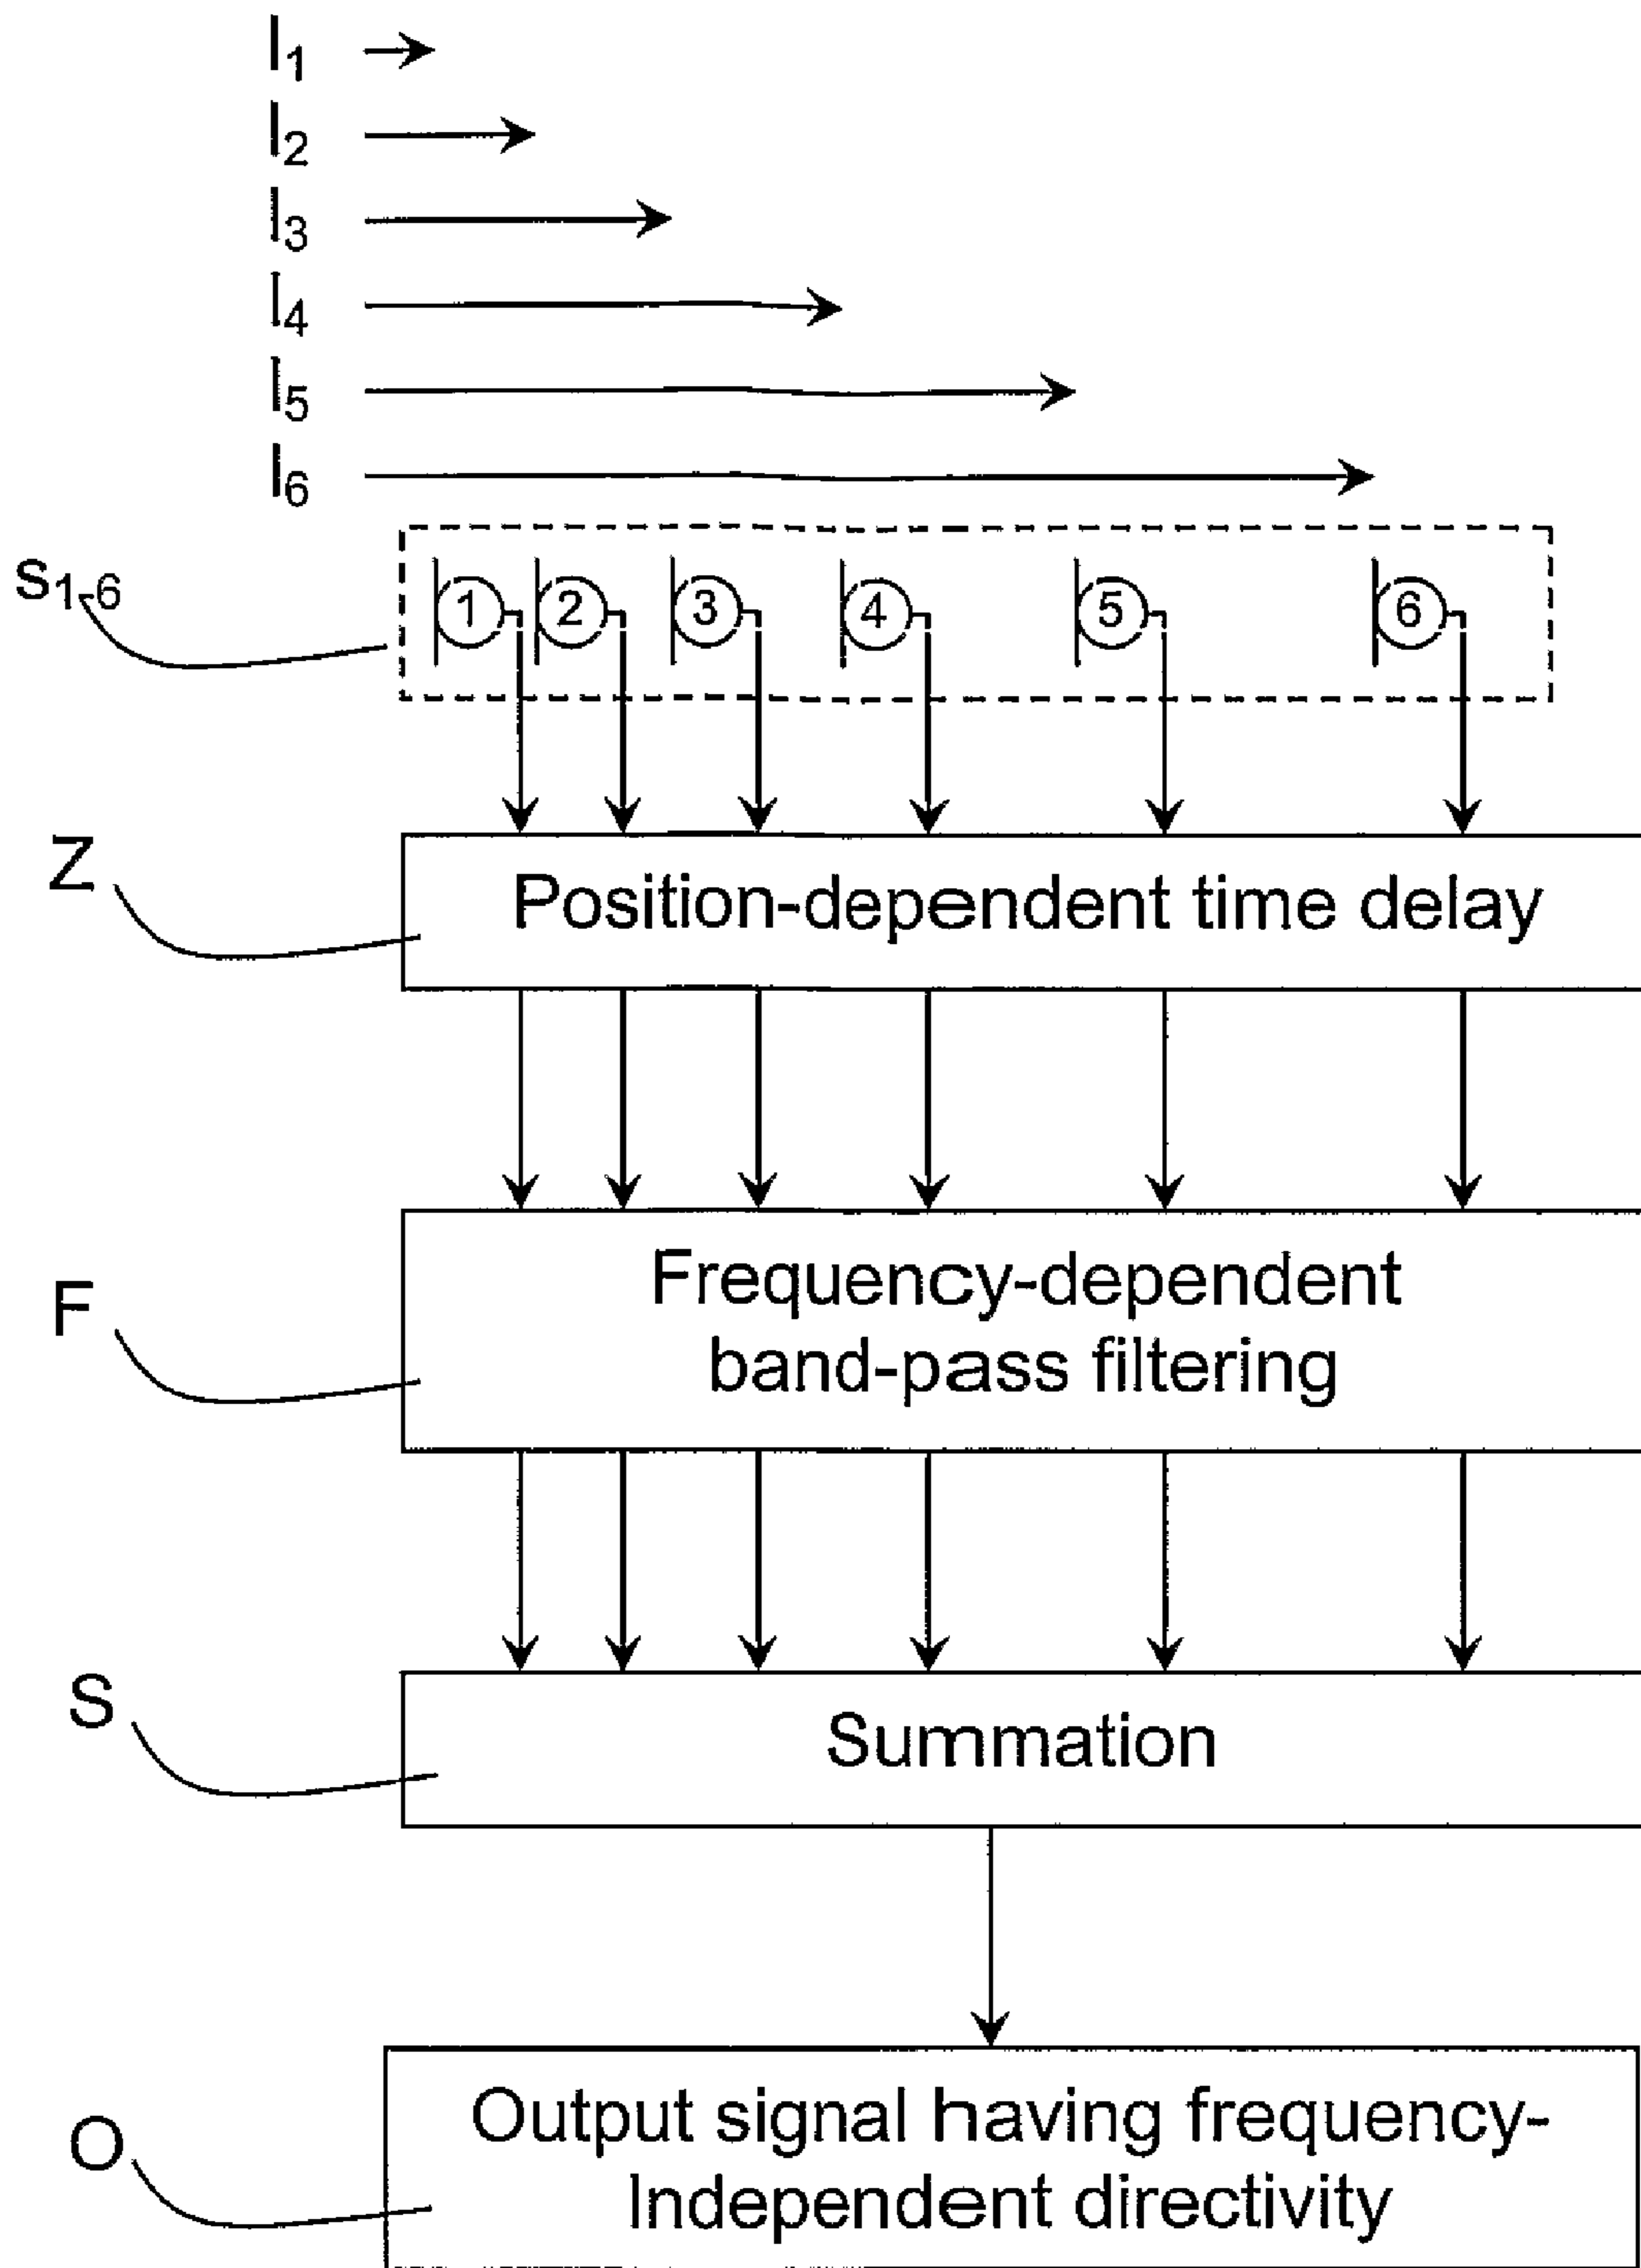 l1
l2
l3
l4
l5
l6
s1-6
1 2 3 4 5 6
Z
Position-dependent time delay
F
Frequency-dependent
band-pass filtering
S
Summation
O
Output signal having frequency-
Independent directivity